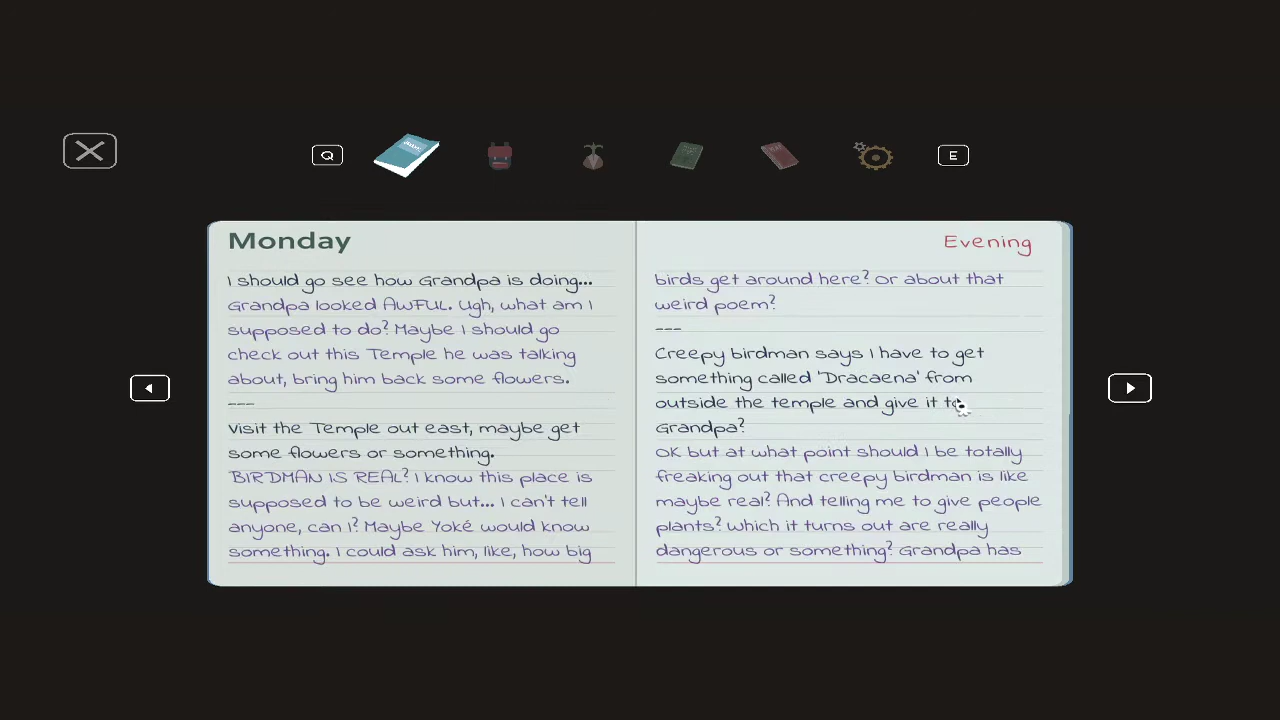 Q
E
Monday
I should go see how Grandpa is doing...
Grandpa looked AWFUL. Ugh, what am I
supposed to do? Maybe I should go
check out this Temple he was talking
about, bring him back some flowers.
---
visit the Temple out east, maybe get
some flowers or something.
BIRDMAN IS REAL? I know this place is
supposed to be weird but... I can't tell
anyone, can I? Maybe Yoké would know
something. I could ask him, like, how big
Evening
birds get around here? Or about that
weird poem?
---
Creepy birdman says I have to get
something called 'Dracaena' from
outside the temple and give it to
Grandpa?
OK but at what point should I be totally
freaking out that creepy birdman is like
maybe real? And telling me to give people
plants? Which it turns out are really
dangerous or something? Grandpa has